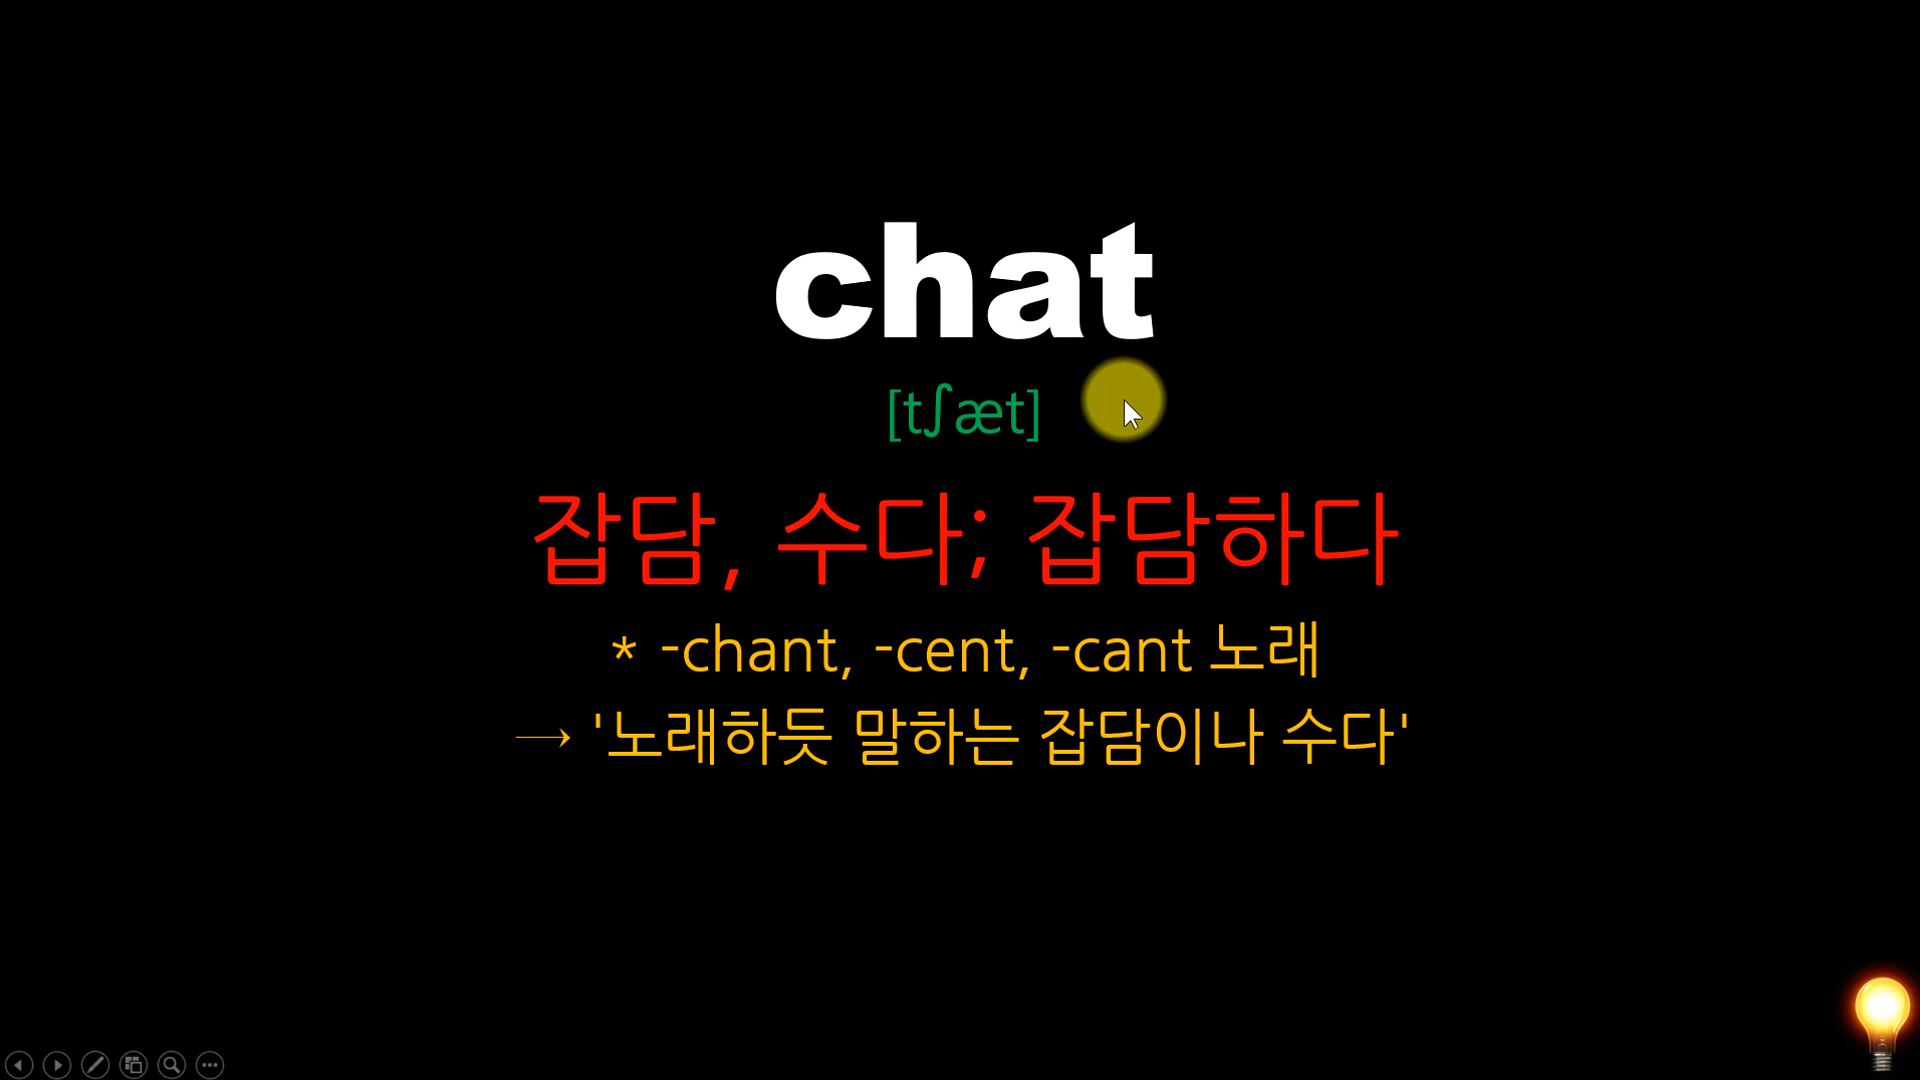 chat
[tʃæt]
잡담, 수다; 잡담하다
* -chant, -cent, -cant 노래
→ '노래하듯 말하는 잡담이나 수다'